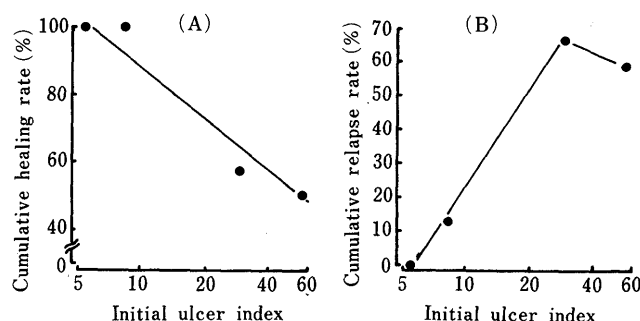 (A)
Cumulative healing rate (%)
100
80
60
40
0
5 10 20 40 60
Initial ulcer index
(B)
Cumulative relapse rate (%)
70
60
50
40
30
20
10
0
5 10 20 40 60
Initial ulcer index